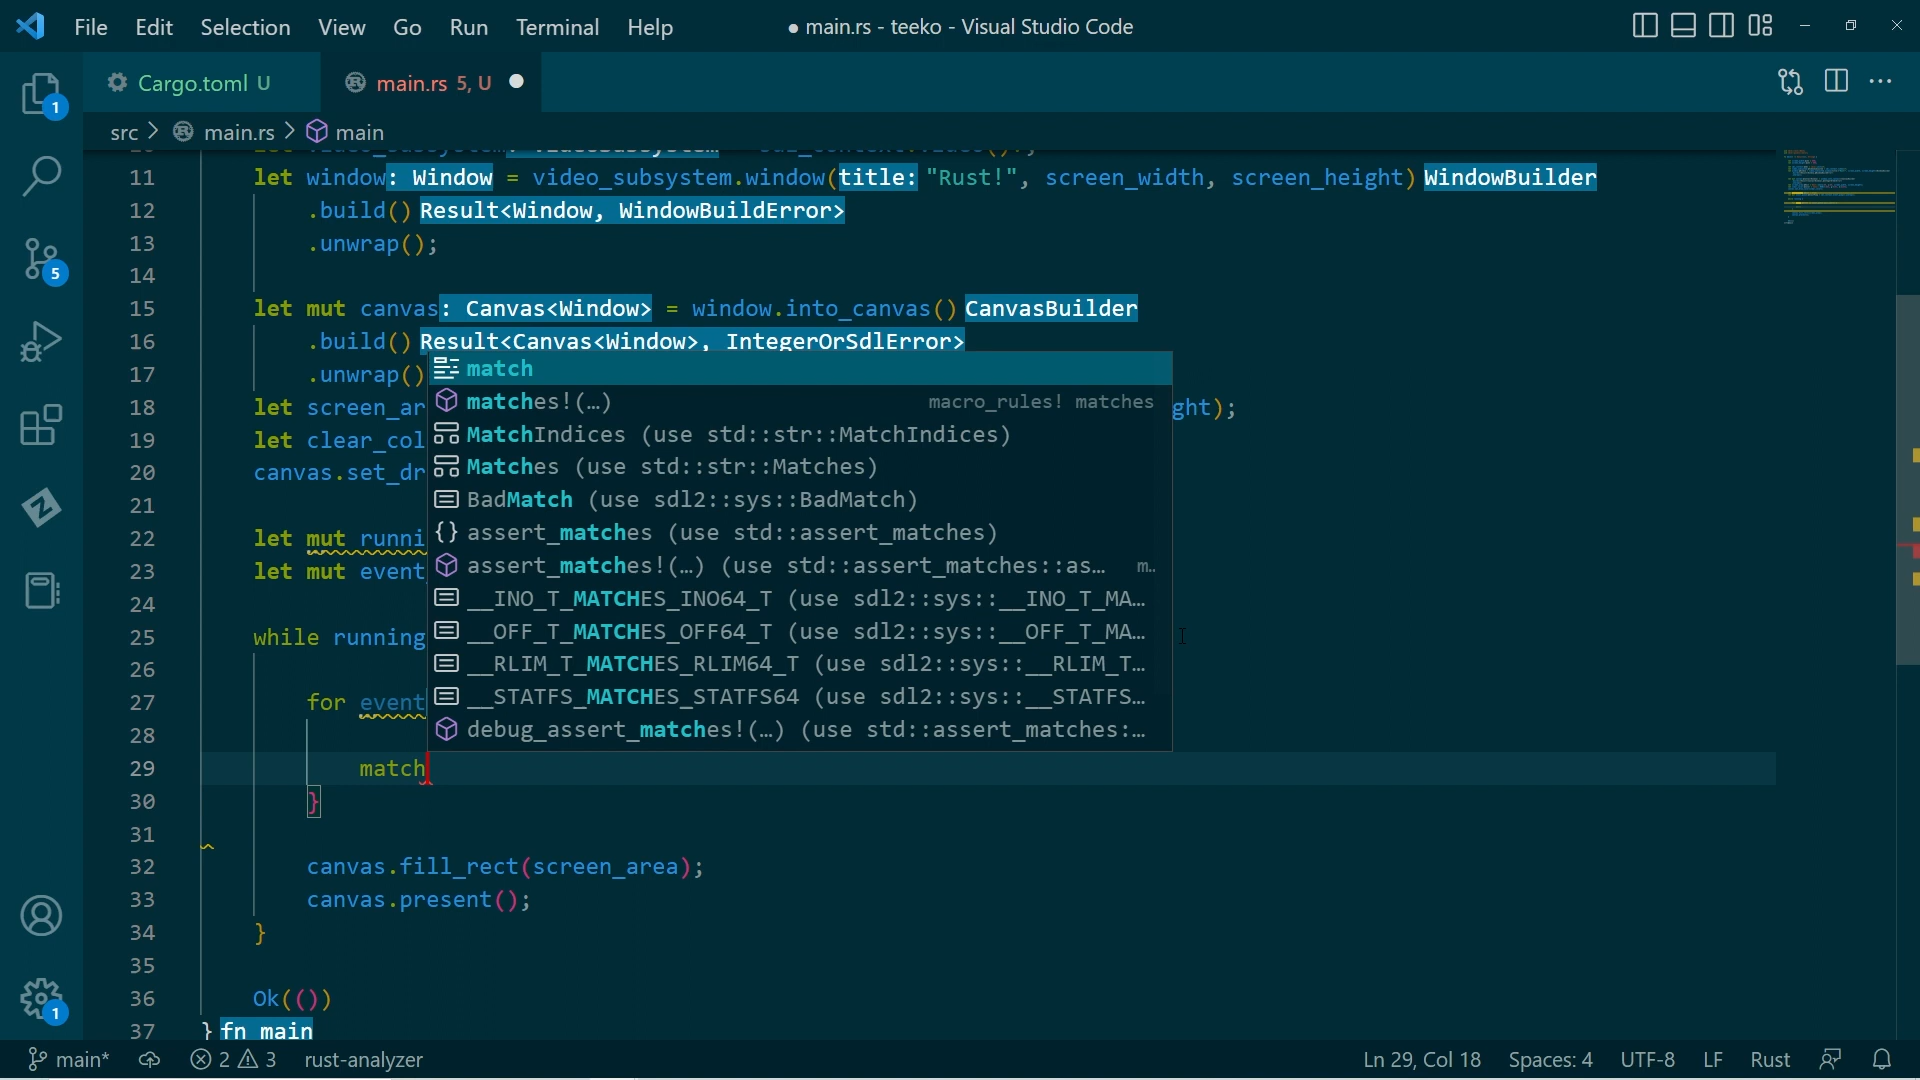 File Edit Selection View Go Run Terminal Help
● main.rs - teeko - Visual Studio Code
Cargo.toml U
main.rs 5, U
src > main.rs > main
11 let window: Window = video_subsystem.window(title: "Rust!", screen_width, screen_height) WindowBuilder
12 .build() Result<Window, WindowBuildError>
13 .unwrap();
14
15 let mut canvas: Canvas<Window> = window.into_canvas() CanvasBuilder
16 .build() Result<Canvas<Window>, IntegerOrSdlError>
17 .unwrap()
18 let screen_ar ght);
19 let clear_col
20 canvas.set_dr
21
22 let mut runni
23 let mut event
24
25 while running
26
27 for event
28
29 match
30 }
31
32 canvas.fill_rect(screen_area);
33 canvas.present();
34 }
35
36 Ok(())
37 } fn main
match
matches!(…) macro_rules! matches
MatchIndices (use std::str::MatchIndices)
Matches (use std::str::Matches)
BadMatch (use sdl2::sys::BadMatch)
assert_matches (use std::assert_matches)
assert_matches!(…) (use std::assert_matches::as… m…
__INO_T_MATCHES_INO64_T (use sdl2::sys::__INO_T_MA…
__OFF_T_MATCHES_OFF64_T (use sdl2::sys::__OFF_T_MA…
__RLIM_T_MATCHES_RLIM64_T (use sdl2::sys::__RLIM_T…
__STATFS_MATCHES_STATFS64 (use sdl2::sys::__STATFS…
debug_assert_matches!(…) (use std::assert_matches:…
1
5
1
main* 2 3 rust-analyzer
Ln 29, Col 18 Spaces: 4 UTF-8 LF Rust